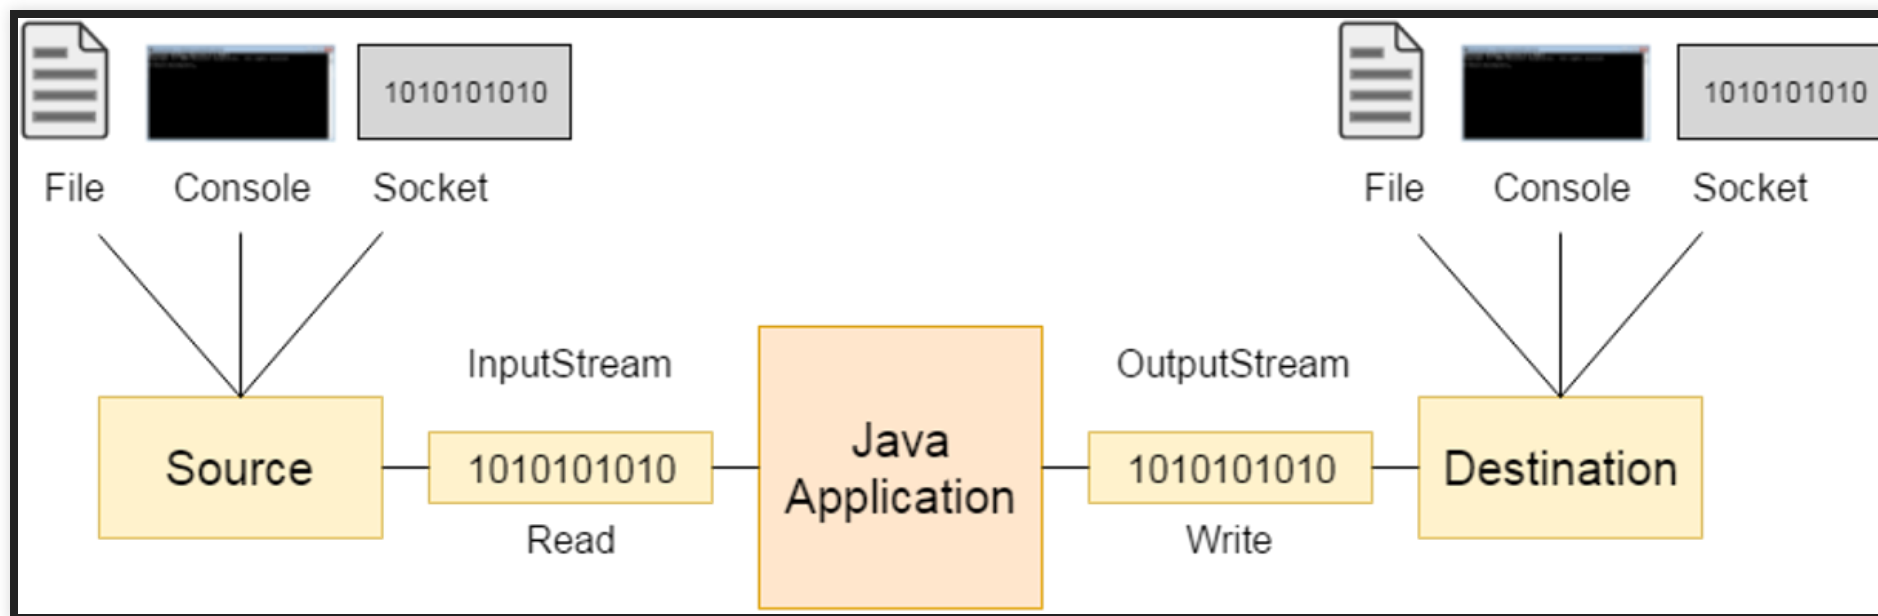 1010101010
1010101010
File
Console
Socket
File
Console
Socket
InputStream
OutputStream
Source
1010101010
Read
Java
Application
1010101010
Write
Destination